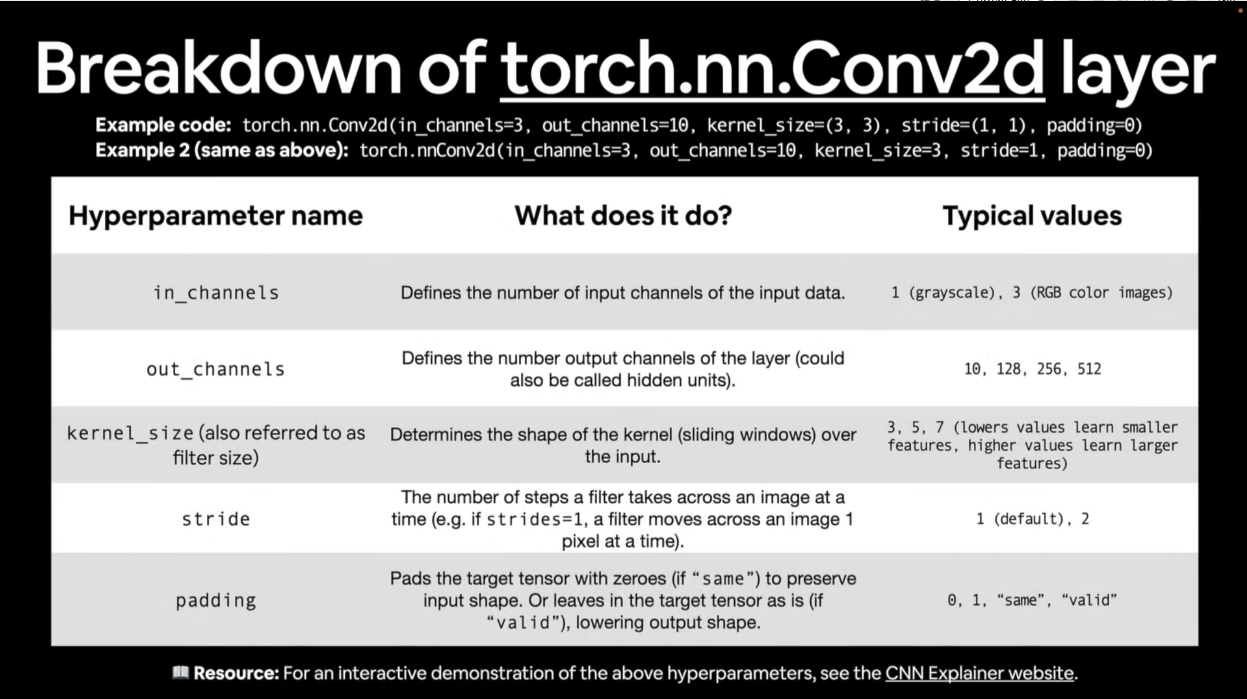 Breakdown of torch.nn.Conv2d layer
Example code: torch.nn.Conv2d(in_channels=3, out_channels=10, kernel_size=(3, 3), stride=(1, 1), padding=0)
Example 2 (same as above): torch.nnConv2d(in_channels=3, out_channels=10, kernel_size=3, stride=1, padding=0)
Hyperparameter name
What does it do?
Typical values
in_channels
Defines the number of input channels of the input data.
1 (grayscale), 3 (RGB color images)
out_channels
Defines the number output channels of the layer (could
also be called hidden units).
10, 128, 256, 512
kernel_size (also referred to as
filter size)
Determines the shape of the kernel (sliding windows) over
the input.
3, 5, 7 (lowers values learn smaller
features, higher values learn larger
features)
stride
The number of steps a filter takes across an image at a
time (e.g. if strides=1, a filter moves across an image 1
pixel at a time).
1 (default), 2
padding
Pads the target tensor with zeroes (if “same”) to preserve
input shape. Or leaves in the target tensor as is (if
“valid”), lowering output shape.
0, 1, “same”, “valid”
📖 Resource: For an interactive demonstration of the above hyperparameters, see the CNN Explainer website.